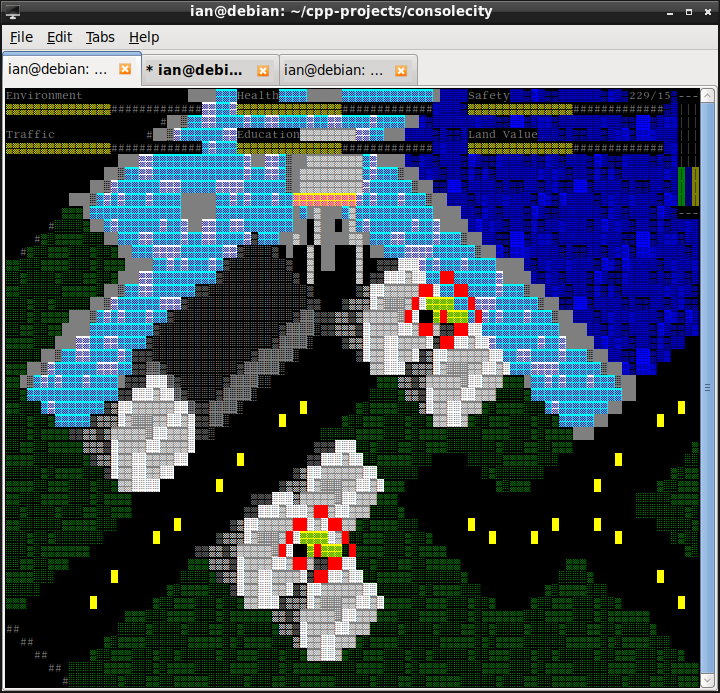 ian@debian: ~/cpp-projects/consolecity
File Edit Tabs Help
ian@debian: ... * ian@debi... ian@debian: ...
Environment Health Safety 229/15
Traffic Education Land Value